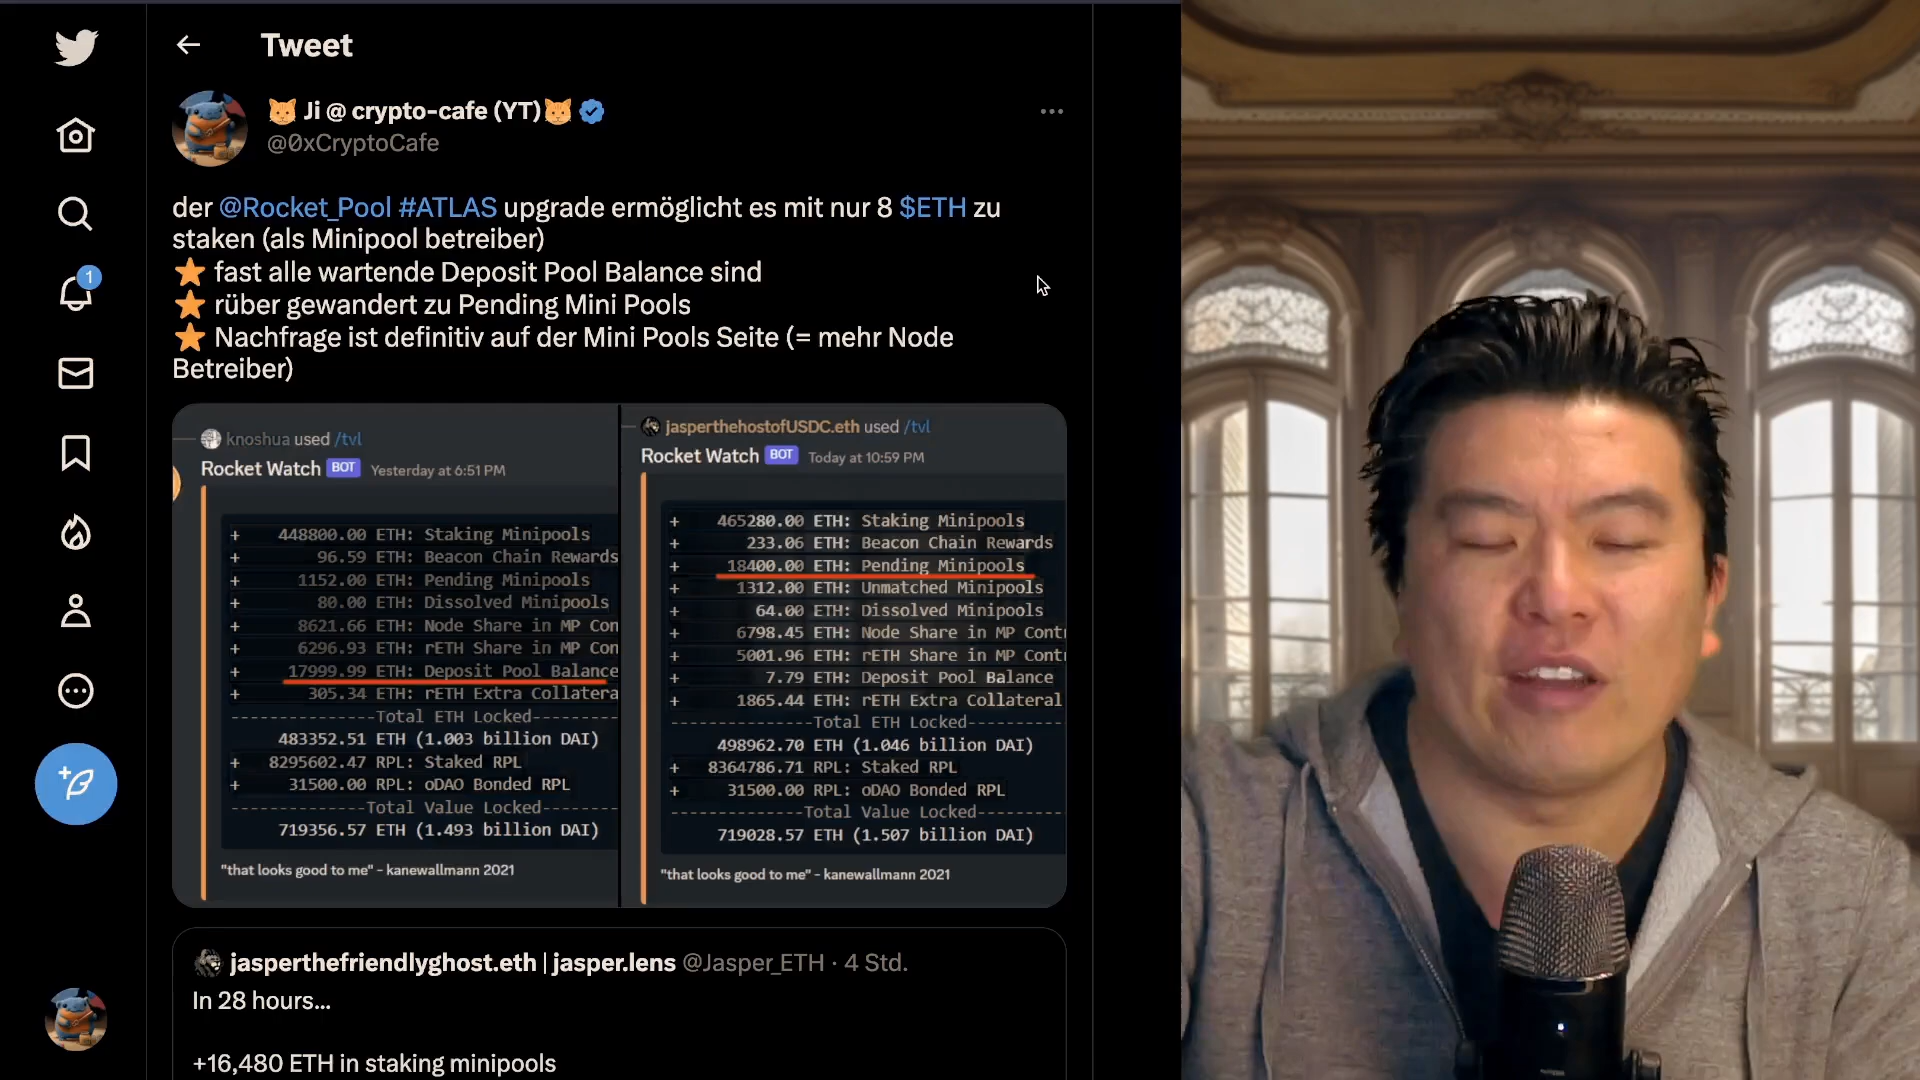 Tweet
Ji @ crypto-cafe (YT)
@0xCryptoCafe
1
der @Rocket_Pool #ATLAS upgrade ermöglicht es mit nur 8 $ETH zu
staken (als Minipool betreiber)
fast alle wartende Deposit Pool Balance sind
rüber gewandert zu Pending Mini Pools
Nachfrage ist definitiv auf der Mini Pools Seite (= mehr Node
Betreiber)
knoshua used /tvl
Rocket Watch BOT Yesterday at 6:51 PM
+ 448800.00 ETH: Staking Minipools
+ 96.59 ETH: Beacon Chain Rewards
+ 1152.00 ETH: Pending Minipools
+ 80.00 ETH: Dissolved Minipools
+ 8621.66 ETH: Node Share in MP Con
+ 6296.93 ETH: rETH Share in MP Con
+ 17999.99 ETH: Deposit Pool Balance
+ 305.34 ETH: rETH Extra Collatera
---------------Total ETH Locked---------
483352.51 ETH (1.003 billion DAI)
+ 8295602.47 RPL: Staked RPL
+ 31500.00 RPL: oDAO Bonded RPL
--------------Total Value Locked--------
719356.57 ETH (1.493 billion DAI)
"that looks good to me" - kanewallmann 2021
jasperthehostofUSDC.eth used /tvl
Rocket Watch BOT Today at 10:59 PM
+ 465280.00 ETH: Staking Minipools
+ 233.06 ETH: Beacon Chain Rewards
+ 18400.00 ETH: Pending Minipools
+ 1312.00 ETH: Unmatched Minipools
+ 64.00 ETH: Dissolved Minipools
+ 6798.45 ETH: Node Share in MP Contr
+ 5001.96 ETH: rETH Share in MP Contr
+ 7.79 ETH: Deposit Pool Balance
+ 1865.44 ETH: rETH Extra Collateral
---------------Total ETH Locked------------
498962.70 ETH (1.046 billion DAI)
+ 8364786.71 RPL: Staked RPL
+ 31500.00 RPL: oDAO Bonded RPL
--------------Total Value Locked-----------
719028.57 ETH (1.507 billion DAI)
"that looks good to me" - kanewallmann 2021
jasperthefriendlyghost.eth | jasper.lens @Jasper_ETH · 4 Std.
In 28 hours...
+16,480 ETH in staking minipools